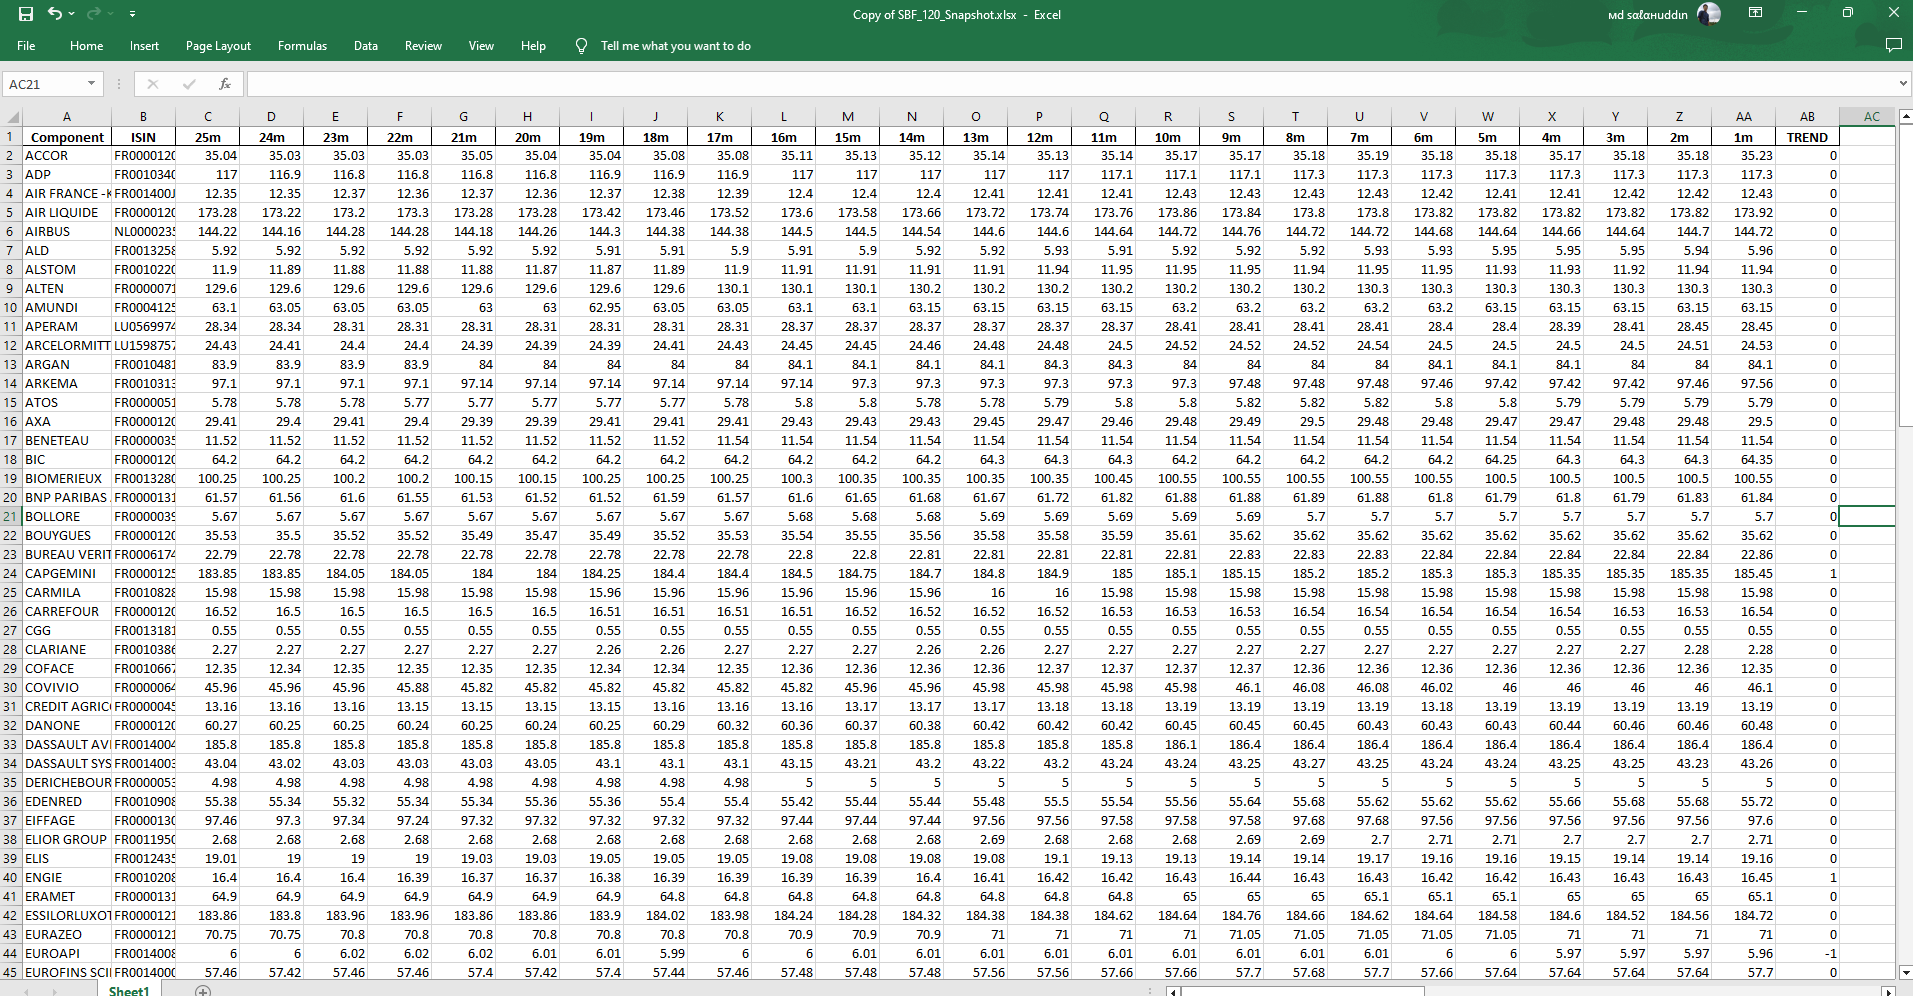 Copy of SBF_120_Snapshot.xlsx - Excel
File Home Insert Page Layout Formulas Data Review View Help Tell me what you want to do
AC21 fx
A B C D E F G H I J K L M N O P Q R S T U V W X Y Z AA AB AC
1 Component ISIN 25m 24m 23m 22m 21m 20m 19m 18m 17m 16m 15m 14m 13m 12m 11m 10m 9m 8m 7m 6m 5m 4m 3m 2m 1m TREND
2 ACCOR FR0000120 35.04 35.03 35.03 35.03 35.05 35.04 35.04 35.08 35.08 35.11 35.13 35.12 35.14 35.13 35.14 35.17 35.17 35.18 35.19 35.18 35.18 35.17 35.18 35.18 35.23 0
3 ADP FR0010340 117 116.9 116.8 116.8 116.8 116.8 116.9 116.9 116.9 117 117 117 117 117 117.1 117.1 117.1 117.3 117.3 117.3 117.3 117.3 117.3 117.3 117.3 0
4 AIR FRANCE -K FR001400J 12.35 12.35 12.37 12.36 12.37 12.36 12.37 12.38 12.39 12.4 12.4 12.4 12.41 12.41 12.41 12.43 12.43 12.43 12.43 12.42 12.41 12.41 12.42 12.42 12.43 0
5 AIR LIQUIDE FR0000120 173.28 173.22 173.2 173.3 173.28 173.28 173.42 173.46 173.52 173.6 173.58 173.66 173.72 173.74 173.76 173.86 173.84 173.8 173.8 173.82 173.82 173.82 173.82 173.82 173.92 0
6 AIRBUS NL0000235 144.22 144.16 144.28 144.28 144.18 144.26 144.3 144.38 144.38 144.5 144.5 144.54 144.6 144.6 144.64 144.72 144.76 144.72 144.72 144.68 144.64 144.66 144.64 144.7 144.72 0
7 ALD FR0013258 5.92 5.92 5.92 5.92 5.92 5.92 5.91 5.91 5.9 5.91 5.9 5.92 5.92 5.93 5.91 5.92 5.92 5.92 5.93 5.93 5.95 5.95 5.95 5.94 5.96 0
8 ALSTOM FR0010220 11.9 11.89 11.88 11.88 11.88 11.87 11.87 11.89 11.9 11.91 11.91 11.91 11.91 11.94 11.95 11.95 11.95 11.94 11.95 11.95 11.93 11.93 11.92 11.94 11.94 0
9 ALTEN FR0000071 129.6 129.6 129.6 129.6 129.6 129.6 129.6 129.6 130.1 130.1 130.1 130.2 130.2 130.2 130.2 130.2 130.2 130.2 130.3 130.3 130.3 130.3 130.3 130.3 130.3 0
10 AMUNDI FR0004125 63.1 63.05 63.05 63.05 63 63 62.95 63.05 63.05 63.1 63.1 63.15 63.15 63.15 63.15 63.2 63.2 63.2 63.2 63.2 63.15 63.15 63.15 63.15 63.15 0
11 APERAM LU0569974 28.34 28.34 28.31 28.31 28.31 28.31 28.31 28.31 28.31 28.37 28.37 28.37 28.37 28.37 28.37 28.41 28.41 28.41 28.41 28.4 28.4 28.39 28.41 28.45 28.45 0
12 ARCELORMITT LU1598757 24.43 24.41 24.4 24.4 24.39 24.39 24.39 24.41 24.43 24.45 24.45 24.46 24.48 24.48 24.5 24.52 24.52 24.52 24.54 24.5 24.5 24.5 24.5 24.51 24.53 0
13 ARGAN FR0010481 83.9 83.9 83.9 83.9 84 84 84 84 84 84.1 84.1 84.1 84.1 84.3 84.3 84 84 84 84 84.1 84.1 84.1 84 84 84.1 0
14 ARKEMA FR0010313 97.1 97.1 97.1 97.1 97.14 97.14 97.14 97.14 97.14 97.14 97.3 97.3 97.3 97.3 97.3 97.3 97.48 97.48 97.48 97.46 97.42 97.42 97.42 97.46 97.56 0
15 ATOS FR0000051 5.78 5.78 5.78 5.77 5.77 5.77 5.77 5.77 5.78 5.8 5.8 5.78 5.78 5.79 5.8 5.8 5.82 5.82 5.82 5.8 5.8 5.79 5.79 5.79 5.79 0
16 AXA FR0000120 29.41 29.4 29.41 29.4 29.39 29.39 29.41 29.41 29.41 29.43 29.43 29.43 29.45 29.47 29.46 29.48 29.49 29.5 29.48 29.48 29.47 29.47 29.48 29.48 29.5 0
17 BENETEAU FR0000035 11.52 11.52 11.52 11.52 11.52 11.52 11.52 11.52 11.54 11.54 11.54 11.54 11.54 11.54 11.54 11.54 11.54 11.54 11.54 11.54 11.54 11.54 11.54 11.54 11.54 0
18 BIC FR0000120 64.2 64.2 64.2 64.2 64.2 64.2 64.2 64.2 64.2 64.2 64.2 64.2 64.3 64.3 64.3 64.2 64.2 64.2 64.2 64.2 64.25 64.3 64.3 64.3 64.35 0
19 BIOMERIEUX FR0013280 100.25 100.25 100.2 100.2 100.15 100.15 100.25 100.25 100.25 100.3 100.35 100.35 100.35 100.35 100.45 100.55 100.55 100.55 100.55 100.55 100.5 100.5 100.5 100.5 100.55 0
20 BNP PARIBAS FR0000131 61.57 61.56 61.6 61.55 61.53 61.52 61.52 61.59 61.57 61.6 61.65 61.68 61.67 61.72 61.82 61.88 61.88 61.89 61.88 61.8 61.79 61.8 61.79 61.83 61.84 0
21 BOLLORE FR0000039 5.67 5.67 5.67 5.67 5.67 5.67 5.67 5.67 5.67 5.68 5.68 5.68 5.69 5.69 5.69 5.69 5.69 5.7 5.7 5.7 5.7 5.7 5.7 5.7 5.7 0
22 BOUYGUES FR0000120 35.53 35.5 35.52 35.52 35.49 35.47 35.49 35.52 35.53 35.54 35.55 35.56 35.58 35.58 35.59 35.61 35.62 35.62 35.62 35.62 35.62 35.62 35.62 35.62 35.62 0
23 BUREAU VERIT FR0006174 22.79 22.78 22.78 22.78 22.78 22.78 22.78 22.78 22.78 22.8 22.8 22.81 22.81 22.81 22.81 22.81 22.83 22.83 22.83 22.84 22.84 22.84 22.84 22.84 22.86 0
24 CAPGEMINI FR0000125 183.85 183.85 184.05 184.05 184 184 184.25 184.4 184.4 184.5 184.75 184.7 184.8 184.9 185 185.1 185.15 185.2 185.2 185.3 185.3 185.35 185.35 185.35 185.45 1
25 CARMILA FR0010828 15.98 15.98 15.98 15.98 15.98 15.98 15.96 15.96 15.96 15.96 15.96 15.96 16 16 15.98 15.98 15.98 15.98 15.98 15.98 15.98 15.98 15.98 15.98 15.98 0
26 CARREFOUR FR0000120 16.52 16.5 16.5 16.5 16.5 16.5 16.51 16.51 16.51 16.51 16.52 16.52 16.52 16.52 16.53 16.53 16.53 16.54 16.54 16.54 16.54 16.54 16.53 16.53 16.54 0
27 CGG FR0013181 0.55 0.55 0.55 0.55 0.55 0.55 0.55 0.55 0.55 0.55 0.55 0.55 0.55 0.55 0.55 0.55 0.55 0.55 0.55 0.55 0.55 0.55 0.55 0.55 0.55 0
28 CLARIANE FR0010386 2.27 2.27 2.27 2.27 2.27 2.27 2.26 2.26 2.27 2.27 2.27 2.26 2.26 2.27 2.27 2.27 2.27 2.27 2.27 2.27 2.27 2.27 2.27 2.28 2.28 0
29 COFACE FR0010667 12.35 12.34 12.35 12.35 12.35 12.35 12.34 12.34 12.35 12.36 12.36 12.36 12.36 12.37 12.37 12.37 12.37 12.36 12.36 12.36 12.36 12.36 12.36 12.36 12.35 0
30 COVIVIO FR0000064 45.96 45.96 45.96 45.88 45.82 45.82 45.82 45.82 45.82 45.82 45.96 45.96 45.98 45.98 45.98 45.98 46.1 46.08 46.08 46.02 46 46 46 46 46.1 0
31 CREDIT AGRIC FR0000045 13.16 13.16 13.16 13.15 13.15 13.15 13.15 13.16 13.16 13.16 13.17 13.17 13.17 13.18 13.18 13.19 13.19 13.19 13.19 13.18 13.19 13.19 13.19 13.19 13.19 0
32 DANONE FR0000120 60.27 60.25 60.25 60.24 60.25 60.24 60.25 60.29 60.32 60.36 60.37 60.38 60.42 60.42 60.42 60.45 60.45 60.45 60.43 60.43 60.43 60.44 60.46 60.46 60.48 0
33 DASSAULT AVI FR0014004 185.8 185.8 185.8 185.8 185.8 185.8 185.8 185.8 185.8 185.8 185.8 185.8 185.8 185.8 185.8 186.1 186.4 186.4 186.4 186.4 186.4 186.4 186.4 186.4 186.4 0
34 DASSAULT SYS FR0014003 43.04 43.02 43.03 43.03 43.03 43.05 43.1 43.1 43.1 43.15 43.21 43.2 43.22 43.2 43.24 43.24 43.25 43.27 43.25 43.24 43.24 43.25 43.25 43.23 43.26 0
35 DERICHEBOUR FR0000053 4.98 4.98 4.98 4.98 4.98 4.98 4.98 4.98 4.98 5 5 5 5 5 5 5 5 5 5 5 5 5 5 5 5 0
36 EDENRED FR0010908 55.38 55.34 55.32 55.34 55.34 55.36 55.36 55.4 55.4 55.42 55.44 55.44 55.48 55.5 55.54 55.56 55.64 55.68 55.62 55.62 55.62 55.66 55.68 55.68 55.72 0
37 EIFFAGE FR0000130 97.46 97.3 97.34 97.24 97.32 97.32 97.32 97.32 97.32 97.44 97.44 97.44 97.56 97.56 97.58 97.58 97.58 97.68 97.68 97.56 97.56 97.56 97.56 97.56 97.6 0
38 ELIOR GROUP FR0011950 2.68 2.68 2.68 2.68 2.68 2.68 2.68 2.68 2.68 2.68 2.68 2.68 2.69 2.68 2.68 2.68 2.69 2.69 2.7 2.71 2.71 2.7 2.7 2.7 2.71 0
39 ELIS FR0012435 19.01 19 19 19 19.03 19.03 19.05 19.05 19.05 19.08 19.08 19.08 19.08 19.1 19.13 19.13 19.14 19.14 19.17 19.16 19.16 19.15 19.14 19.14 19.16 0
40 ENGIE FR0010208 16.4 16.4 16.4 16.39 16.37 16.37 16.38 16.39 16.39 16.39 16.39 16.4 16.41 16.42 16.42 16.43 16.44 16.43 16.43 16.42 16.42 16.43 16.43 16.43 16.45 1
41 ERAMET FR0000131 64.9 64.9 64.9 64.9 64.9 64.9 64.9 64.8 64.8 64.8 64.8 64.8 64.8 64.8 64.8 65 65 65 65.1 65.1 65.1 65 65 65 65.1 0
42 ESSILORLUXOT FR0000121 183.86 183.8 183.96 183.96 183.86 183.86 183.9 184.02 183.98 184.24 184.28 184.32 184.38 184.38 184.62 184.64 184.76 184.66 184.62 184.64 184.58 184.6 184.52 184.56 184.72 0
43 EURAZEO FR0000121 70.75 70.75 70.8 70.8 70.8 70.8 70.8 70.8 70.8 70.9 70.9 70.9 71 71 71 71 71.05 71.05 71.05 71.05 71.05 71 71 71 71 0
44 EUROAPI FR0014008 6 6 6.02 6.02 6.02 6.01 6.01 5.99 6 6 6.01 6.01 6.01 6.01 6.01 6.01 6.01 6.01 6.01 6 6 5.97 5.97 5.97 5.96 -1
45 EUROFINS SCI FR0014000 57.46 57.42 57.46 57.46 57.4 57.42 57.4 57.44 57.46 57.48 57.48 57.48 57.56 57.56 57.66 57.66 57.7 57.68 57.7 57.66 57.64 57.64 57.64 57.64 57.7 0
Sheet1